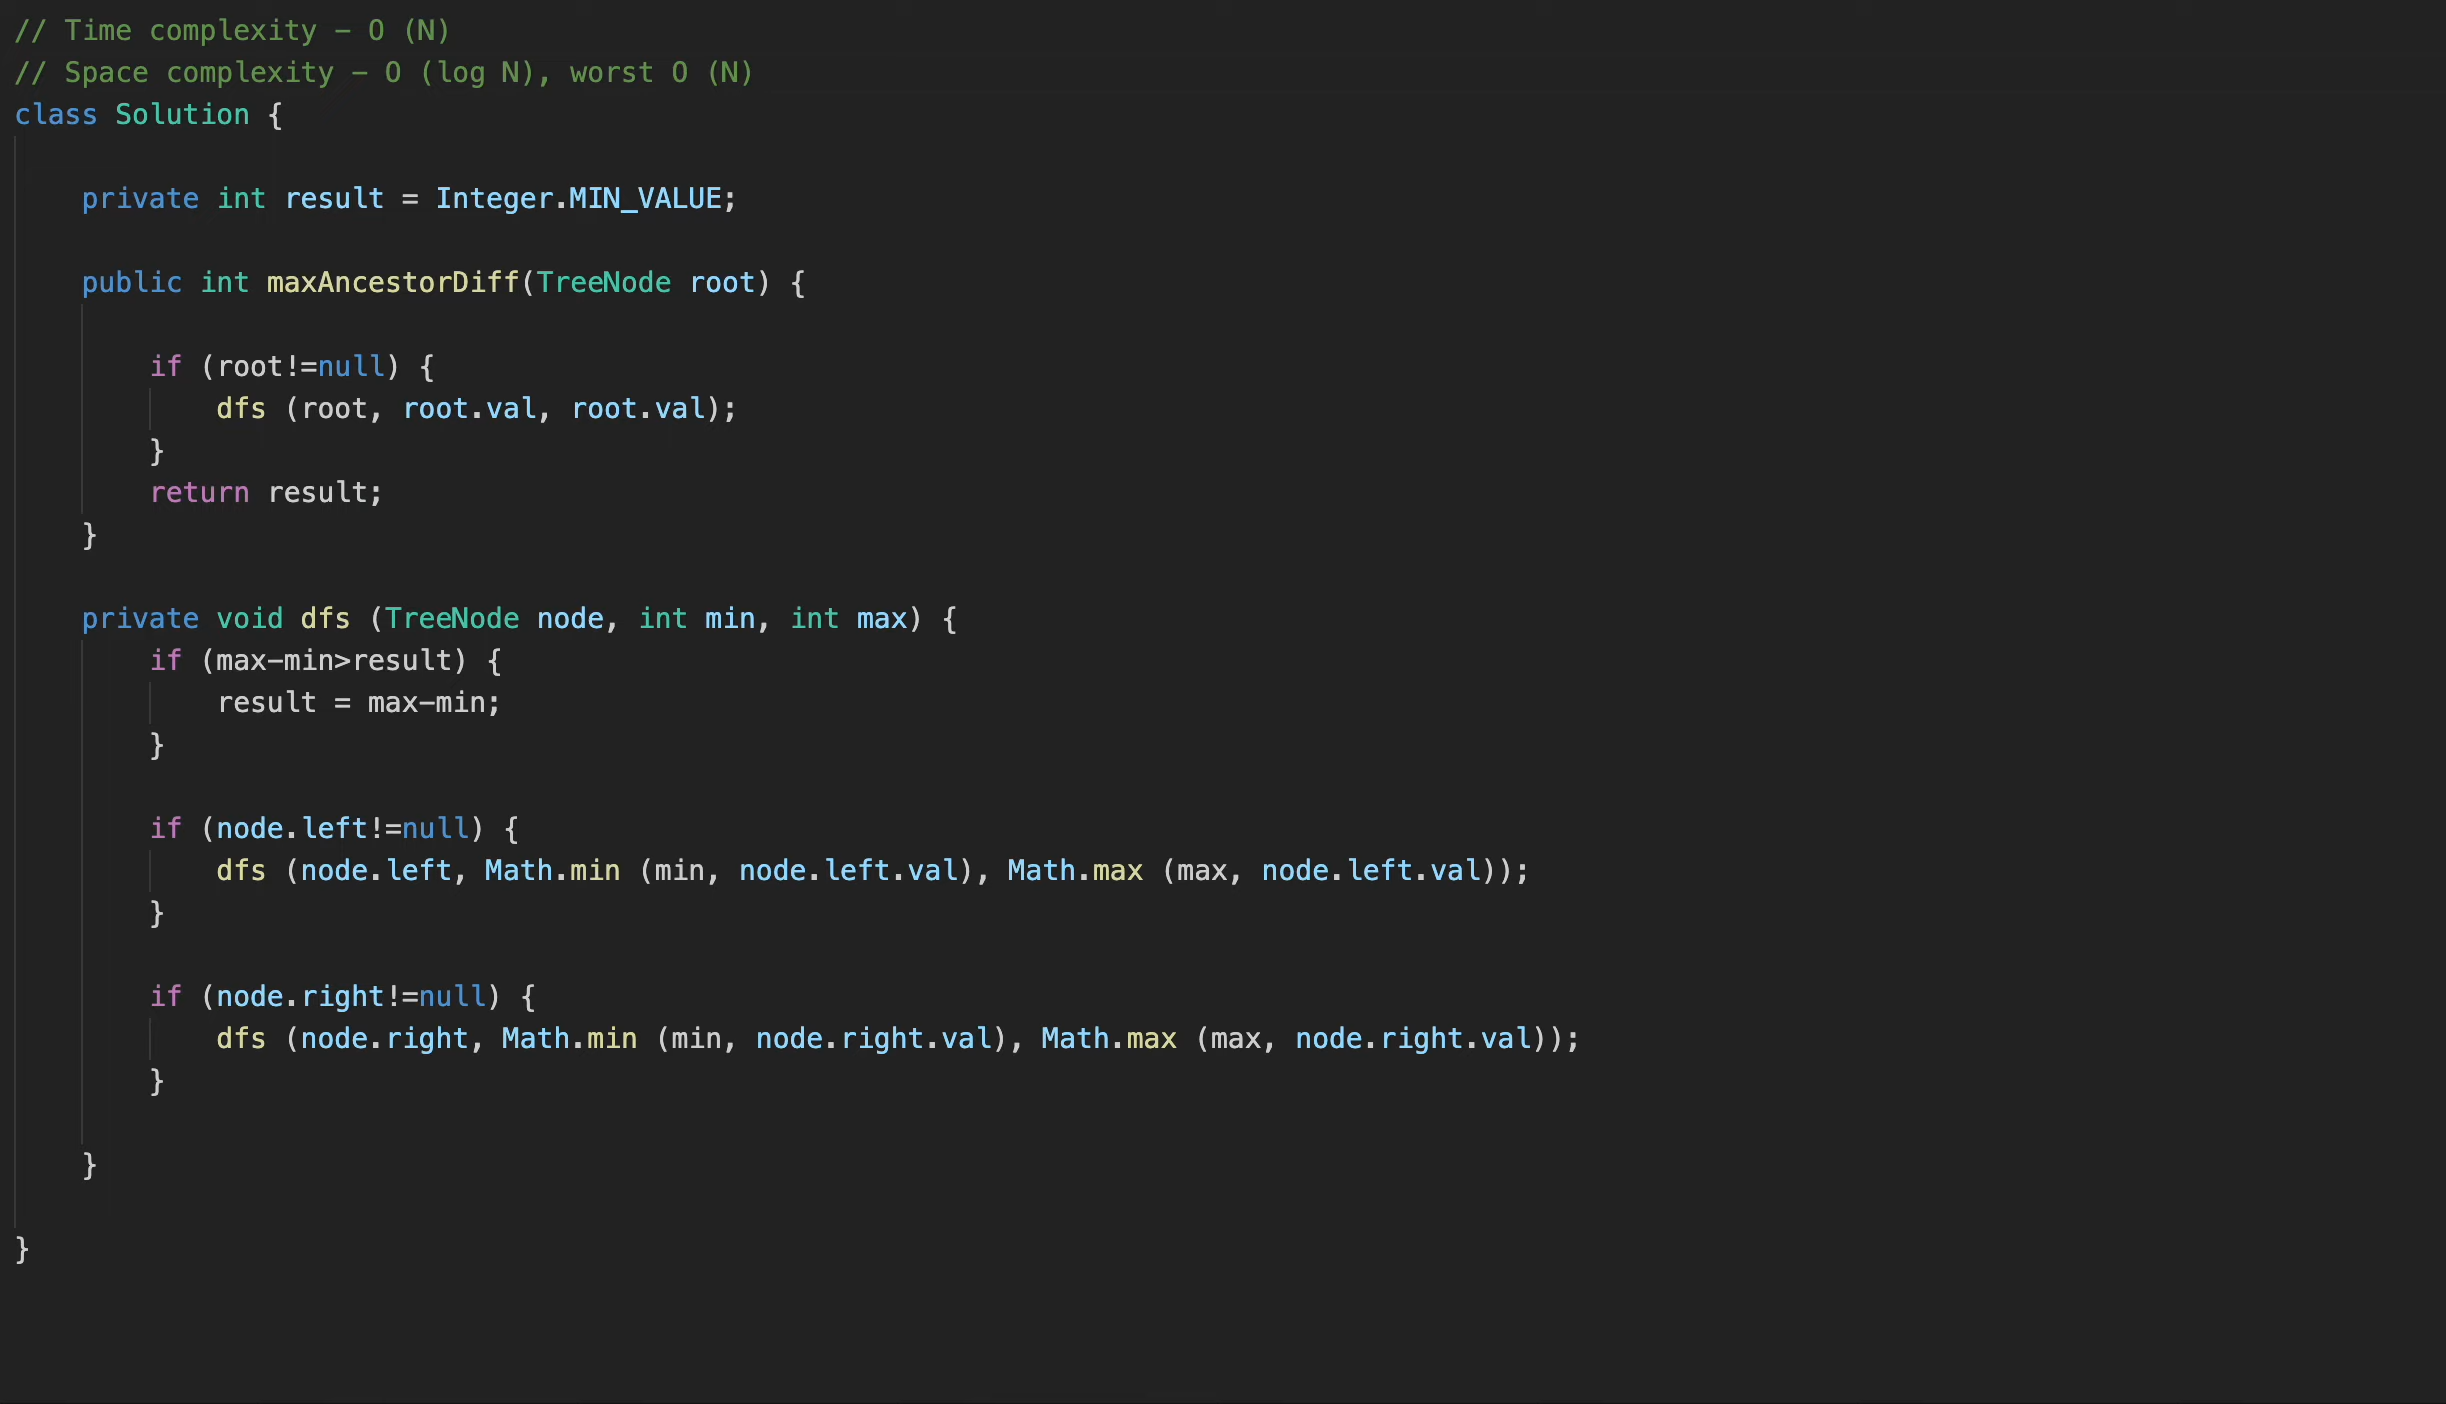 // Time complexity - O (N)
// Space complexity - O (log N), worst O (N)
class Solution {
private int result = Integer.MIN_VALUE;
public int maxAncestorDiff(TreeNode root) {
if (root!=null) {
dfs (root, root.val, root.val);
}
return result;
}
private void dfs (TreeNode node, int min, int max) {
if (max-min>result) {
result = max-min;
}
if (node.left!=null) {
dfs (node.left, Math.min (min, node.left.val), Math.max (max, node.left.val));
}
if (node.right!=null) {
dfs (node.right, Math.min (min, node.right.val), Math.max (max, node.right.val));
}
}
}